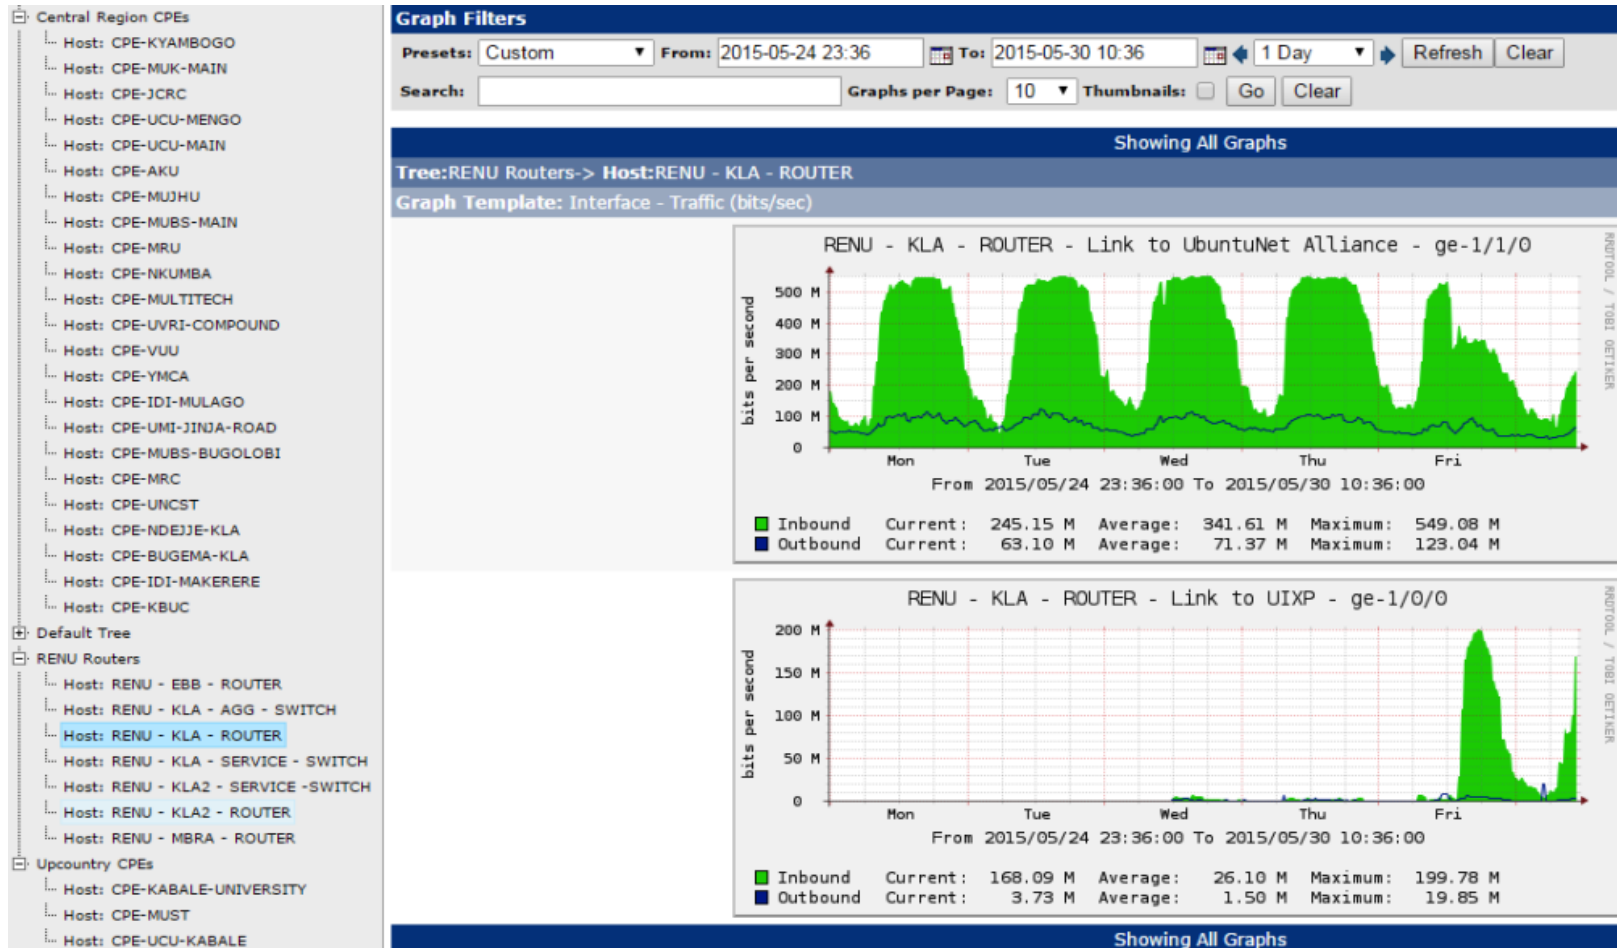 Central Region CPEs
Host: CPE-KYAMBOGO
Host: CPE-MUK-MAIN
Host: CPE-JCRC
Host: CPE-UCU-MENGO
Host: CPE-UCU-MAIN
Host: CPE-AKU
Host: CPE-MUJHU
Host: CPE-MUBS-MAIN
Host: CPE-MRU
Host: CPE-NKUMBA
Host: CPE-MULTITECH
Host: CPE-UVRI-COMPOUND
Host: CPE-VUU
Host: CPE-YMCA
Host: CPE-IDI-MULAGO
Host: CPE-UMI-JINJA-ROAD
Host: CPE-MUBS-BUGOLOBI
Host: CPE-MRC
Host: CPE-UNCST
Host: CPE-NDEJJE-KLA
Host: CPE-BUGEMA-KLA
Host: CPE-IDI-MAKERERE
Host: CPE-KBUC
Default Tree
RENU Routers
Host: RENU - EBB - ROUTER
Host: RENU - KLA - AGG - SWITCH
Host: RENU - KLA - ROUTER
Host: RENU - KLA - SERVICE - SWITCH
Host: RENU - KLA2 - SERVICE -SWITCH
Host: RENU - KLA2 - ROUTER
Host: RENU - MBRA - ROUTER
Upcountry CPEs
Host: CPE-KABALE-UNIVERSITY
Host: CPE-MUST
Host: CPE-UCU-KABALE
Graph Filters
Presets: Custom From: 2015-05-24 23:36 To: 2015-05-30 10:36 1 Day Refresh Clear
Search: Graphs per Page: 10 Thumbnails: Go Clear
Showing All Graphs
Tree:RENU Routers-> Host:RENU - KLA - ROUTER
Graph Template: Interface - Traffic (bits/sec)
RENU - KLA - ROUTER - Link to UbuntuNet Alliance - ge-1/1/0
RRDTOOL / TOBI OETIKER
bits per second
500 M
400 M
300 M
200 M
100 M
0
Mon Tue Wed Thu Fri
From 2015/05/24 23:36:00 To 2015/05/30 10:36:00
Inbound Current: 245.15 M Average: 341.61 M Maximum: 549.08 M
Outbound Current: 63.10 M Average: 71.37 M Maximum: 123.04 M
RENU - KLA - ROUTER - Link to UIXP - ge-1/0/0
RRDTOOL / TOBI OETIKER
bits per second
200 M
150 M
100 M
50 M
0
Mon Tue Wed Thu Fri
From 2015/05/24 23:36:00 To 2015/05/30 10:36:00
Inbound Current: 168.09 M Average: 26.10 M Maximum: 199.78 M
Outbound Current: 3.73 M Average: 1.50 M Maximum: 19.85 M
Showing All Graphs